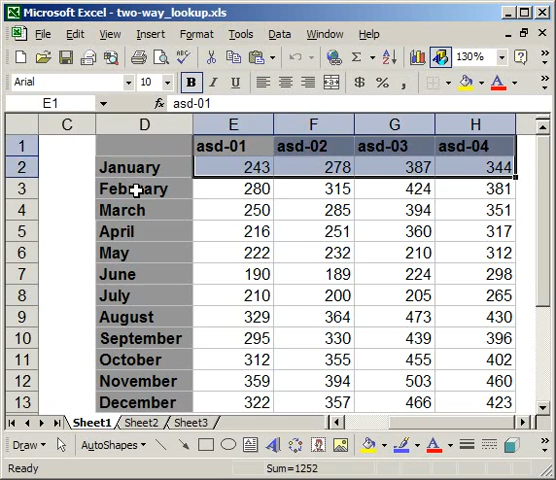 Microsoft Excel - two-way_lookup.xls
File Edit View Insert Format Tools Data Window Help
130%
Arial 10 B I U $ %
E1 fx asd-01
C D E F G H
1 asd-01 asd-02 asd-03 asd-04
2 January 243 278 387 344
3 February 280 315 424 381
4 March 250 285 394 351
5 April 216 251 360 317
6 May 222 232 210 312
7 June 190 189 224 298
8 July 210 200 205 265
9 August 329 364 473 430
10 September 295 330 439 396
11 October 312 355 455 402
12 November 359 394 503 460
13 December 322 357 466 423
Sheet1 Sheet2 Sheet3
Draw AutoShapes A A
Ready Sum=1252